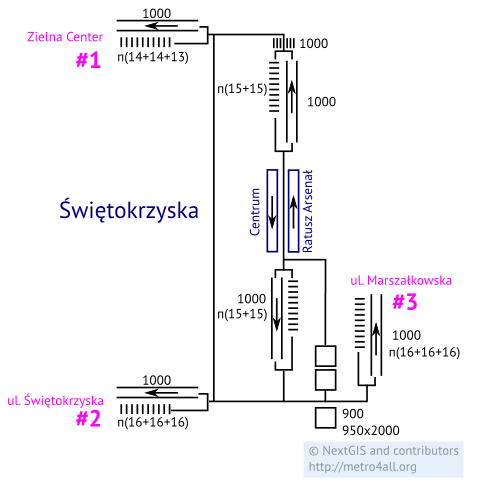 1000
Zielna Center
#1
п(14+14+13)
1000
п(15+15)
1000
Świętokrzyska
Centrum
Ratusz Arsenał
1000
п(15+15)
ul. Marszałkowska
#3
1000
п(16+16+16)
1000
ul. Świętokrzyska
#2
п(16+16+16)
900
950x2000
© NextGIS and contributors
http://metro4all.org